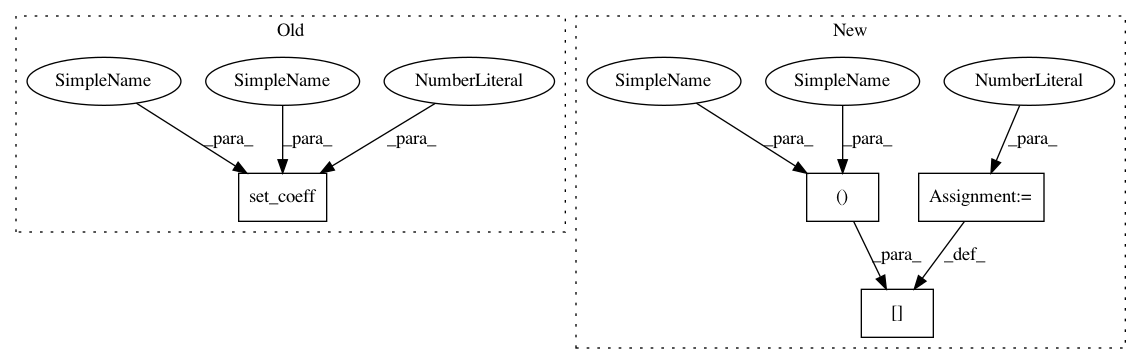 Old
New
SimpleName
SimpleName
NumberLiteral
SimpleName
SimpleName
NumberLiteral
_para_
_para_
_para_
_para_
_para_
_para_
set_coeff
()
Assignment:=
_para_
_def_
[]